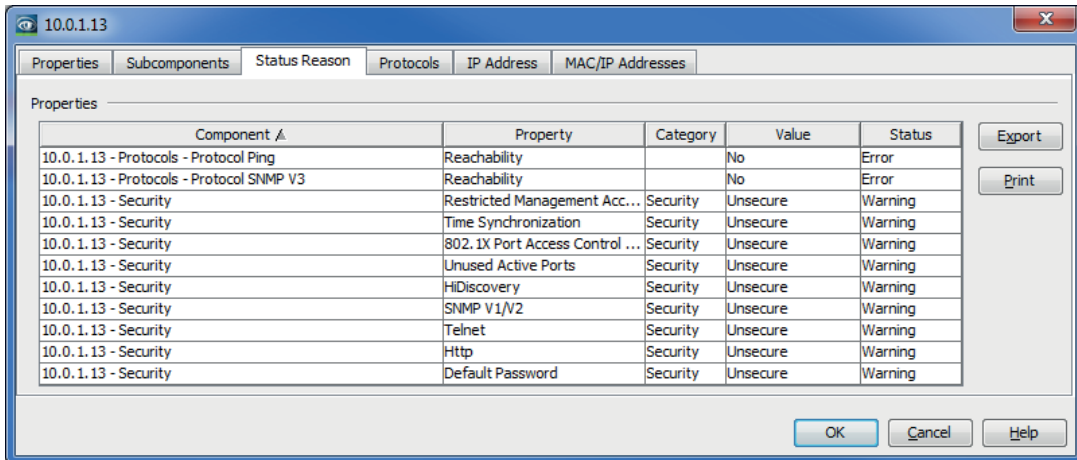 10.0.1.13
x
Properties Subcomponents Status Reason Protocols IP Address MAC/IP Addresses
Properties
Component Property Category Value Status
10.0.1.13 - Protocols - Protocol Ping Reachability No Error
10.0.1.13 - Protocols - Protocol SNMP V3 Reachability No Error
10.0.1.13 - Security Restricted Management Acc... Security Unsecure Warning
10.0.1.13 - Security Time Synchronization Security Unsecure Warning
10.0.1.13 - Security 802.1X Port Access Control ... Security Unsecure Warning
10.0.1.13 - Security Unused Active Ports Security Unsecure Warning
10.0.1.13 - Security HiDiscovery Security Unsecure Warning
10.0.1.13 - Security SNMP V1/V2 Security Unsecure Warning
10.0.1.13 - Security Telnet Security Unsecure Warning
10.0.1.13 - Security Http Security Unsecure Warning
10.0.1.13 - Security Default Password Security Unsecure Warning
Export
Print
OK Cancel Help